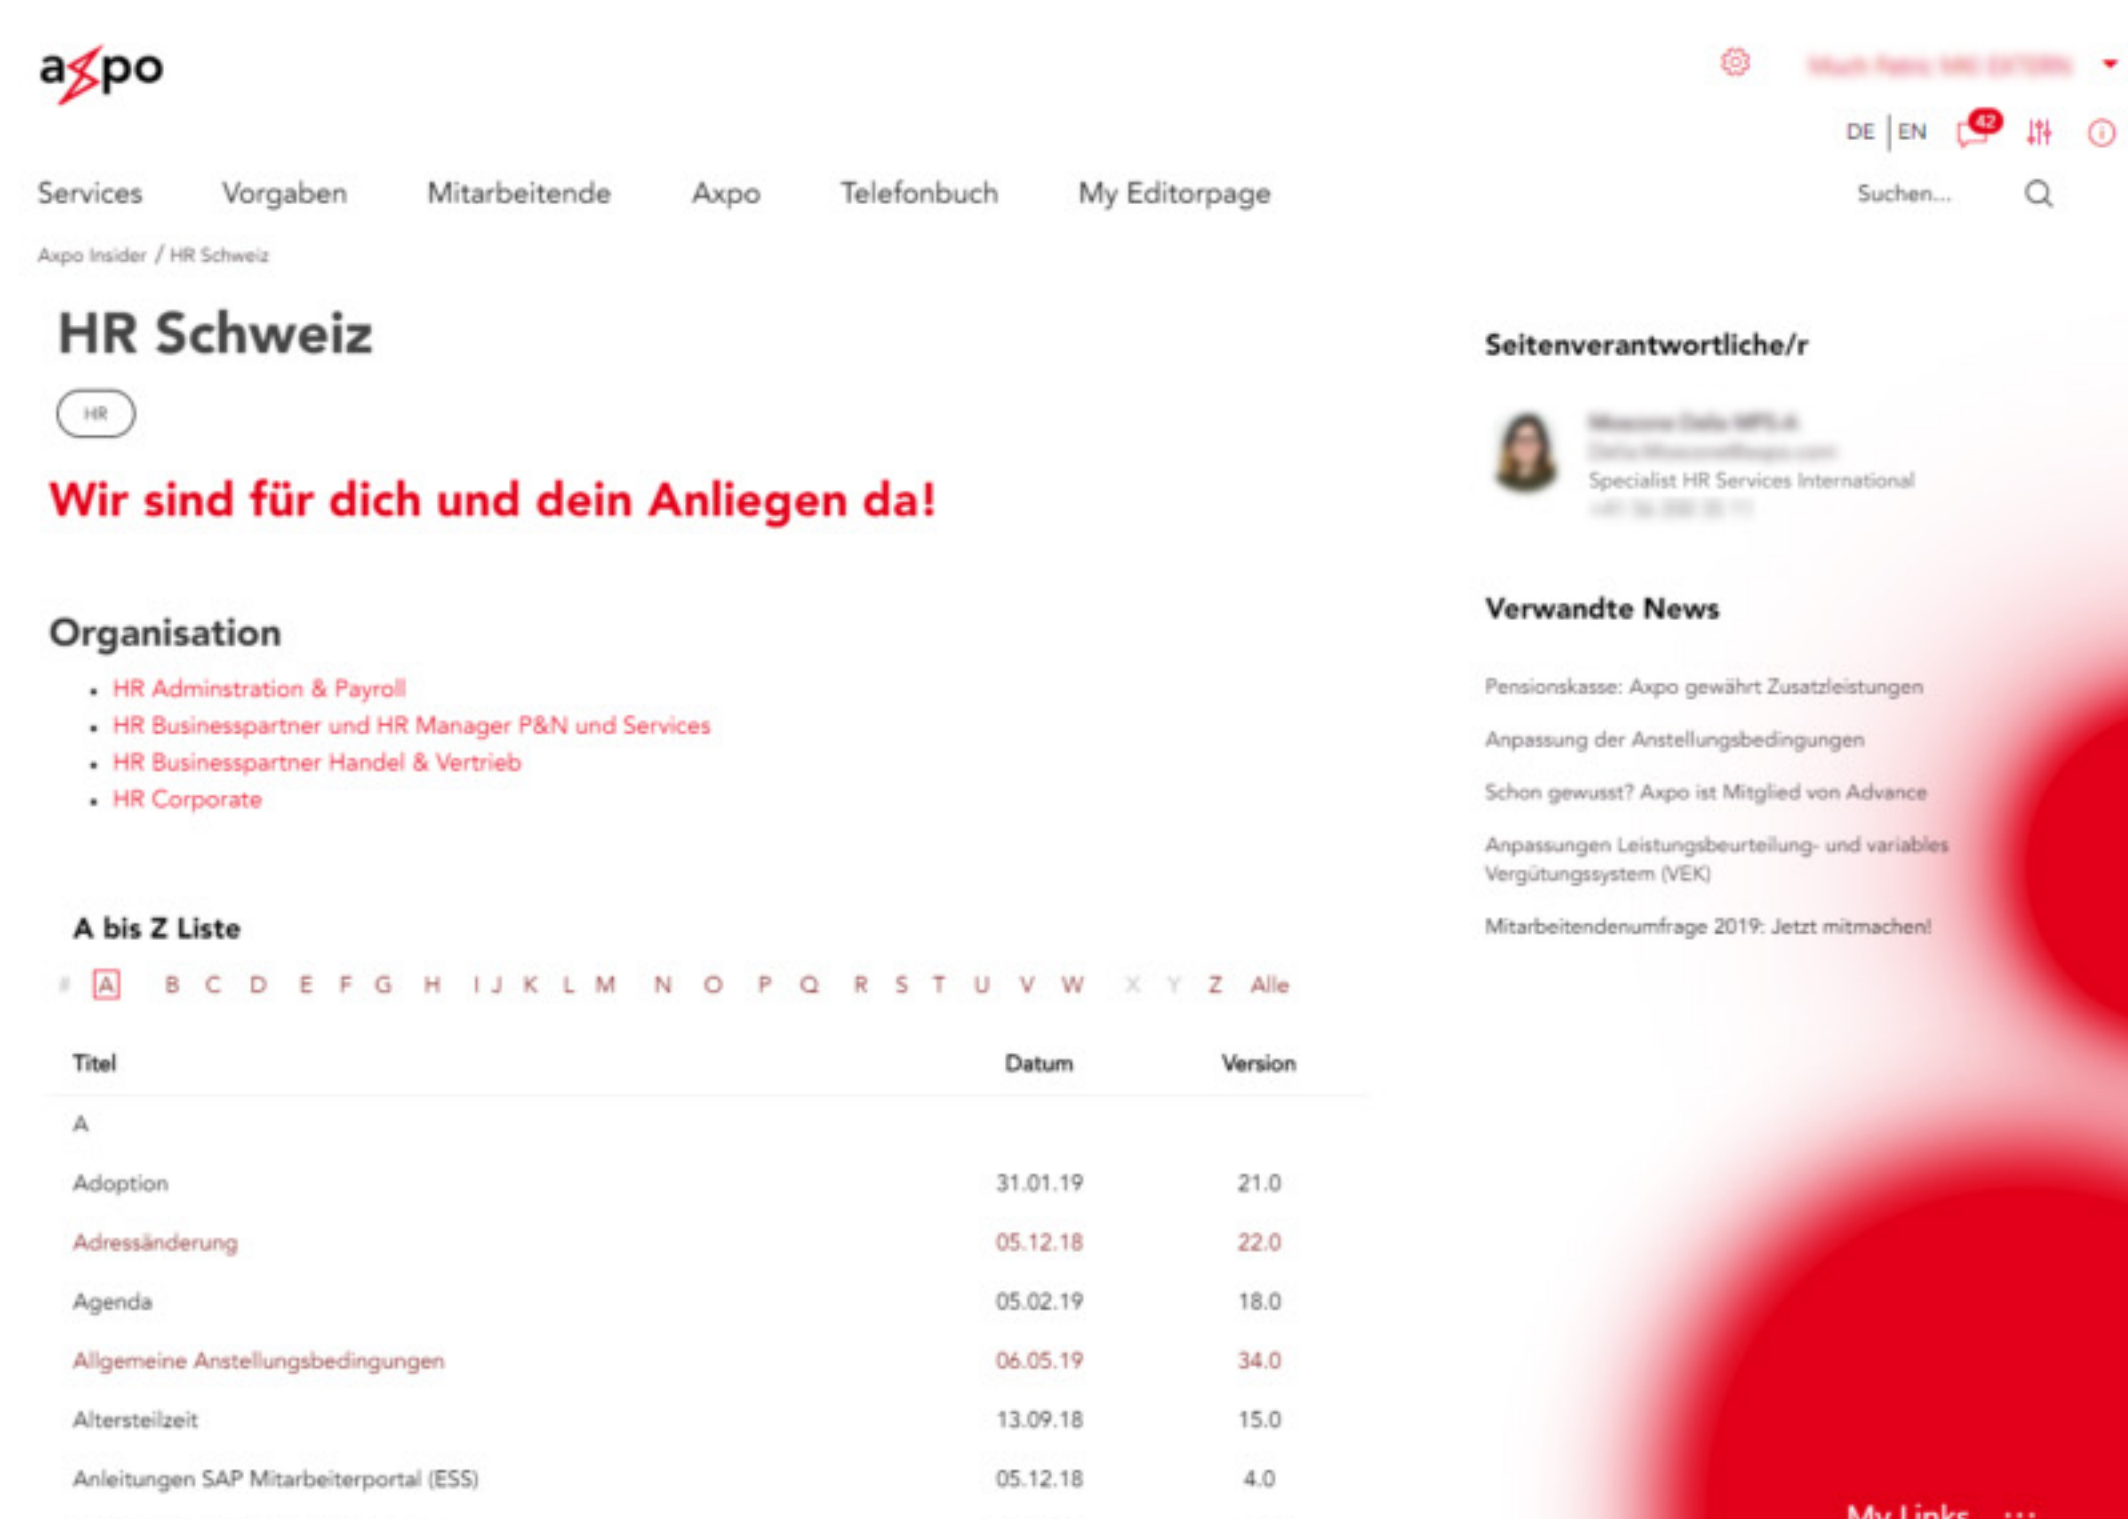 axpo
DE | EN 42
Services Vorgaben Mitarbeitende Axpo Telefonbuch My Editorpage Suchen...
Axpo Insider / HR Schweiz
HR Schweiz
HR
Wir sind für dich und dein Anliegen da!
Organisation
• HR Adminstration & Payroll
• HR Businesspartner und HR Manager P&N und Services
• HR Businesspartner Handel & Vertrieb
• HR Corporate
A bis Z Liste
# A B C D E F G H I J K L M N O P Q R S T U V W X Y Z Alle
Titel Datum Version
A
Adoption 31.01.19 21.0
Adressänderung 05.12.18 22.0
Agenda 05.02.19 18.0
Allgemeine Anstellungsbedingungen 06.05.19 34.0
Altersteilzeit 13.09.18 15.0
Anleitungen SAP Mitarbeiterportal (ESS) 05.12.18 4.0
Seitenverantwortliche/r
Specialist HR Services International
Verwandte News
Pensionskasse: Axpo gewährt Zusatzleistungen
Anpassung der Anstellungsbedingungen
Schon gewusst? Axpo ist Mitglied von Advance
Anpassungen Leistungsbeurteilung- und variables
Vergütungssystem (VEK)
Mitarbeitendenumfrage 2019: Jetzt mitmachen!
My Links ...